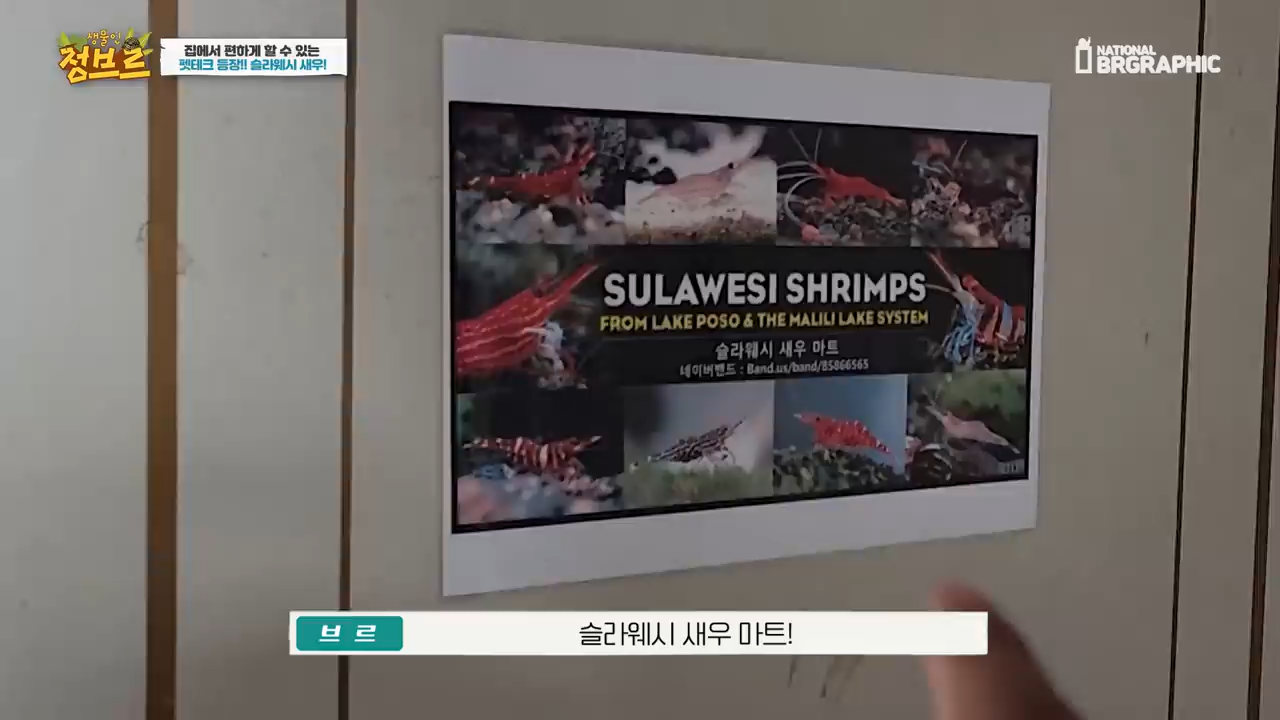 생물인
정브르
집에서 편하게 할 수 있는
펫테크 등장!! 슬라웨시 새우!
NATIONAL
BRGRAPHIC
SULAWESI SHRIMPS
FROM LAKE POSO & THE MALILI LAKE SYSTEM
슬라웨시 새우 마트
네이버밴드 : Band.us/band/85866565
브르
슬라웨시 새우 마트!